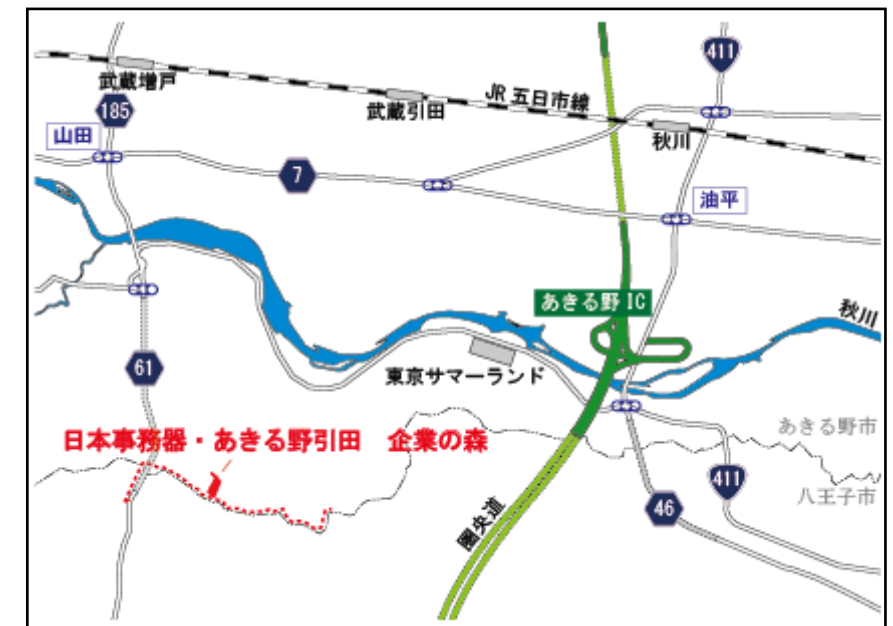 411
武蔵増戸
JR 五日市線
武蔵引田
185
山田
秋川
7
油平
あきる野 IC
秋川
61
東京サマーランド
あきる野市
日本事務器・あきる野引田 企業の森
411
八王子市
46
圏央道